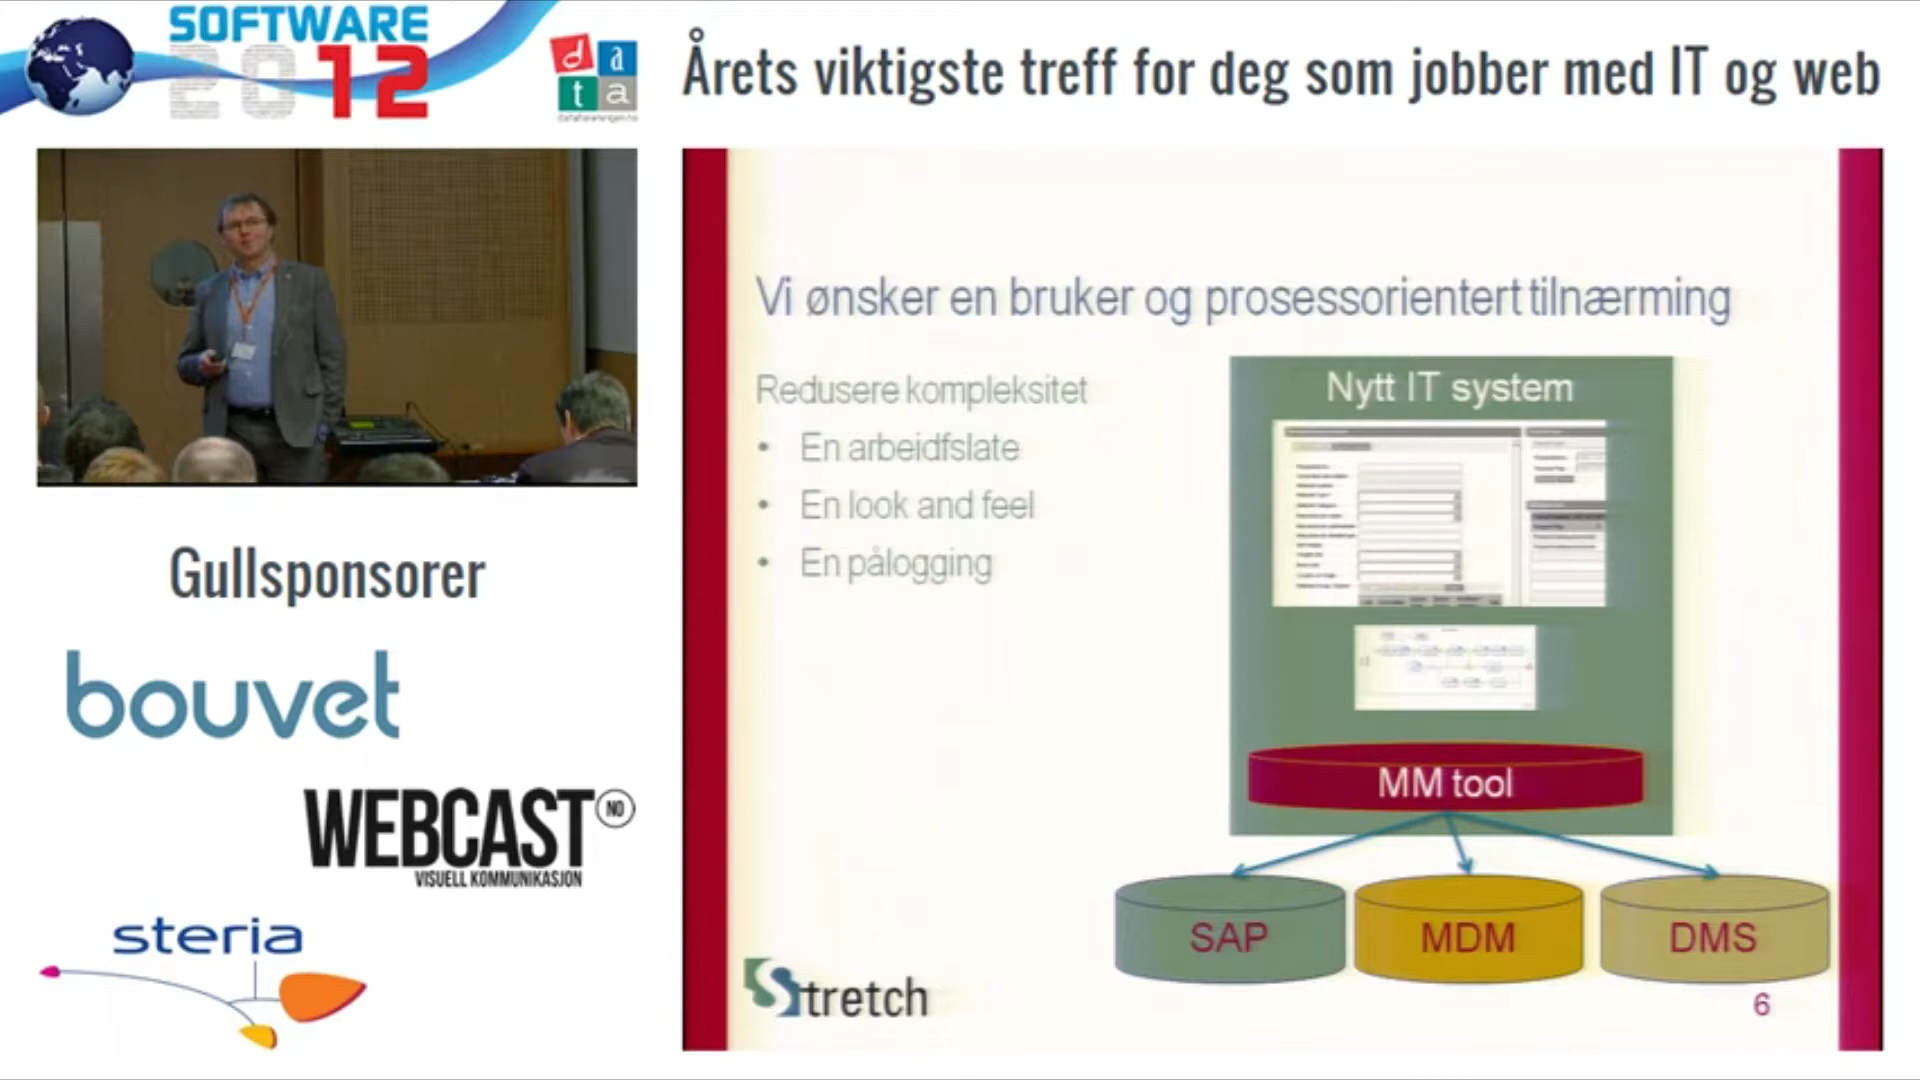 SOFTWARE
2012
data
Årets viktigste treff for deg som jobber med IT og web
Gullsponsorer
bouvet
WEBCAST NO
VISUELL KOMMUNIKASJON
steria
Vi ønsker en bruker og prosessorientert tilnærming
Redusere kompleksitet
• En arbeidfslate
• En look and feel
• En pålogging
Nytt IT system
MM tool
SAP
MDM
DMS
Stretch
6